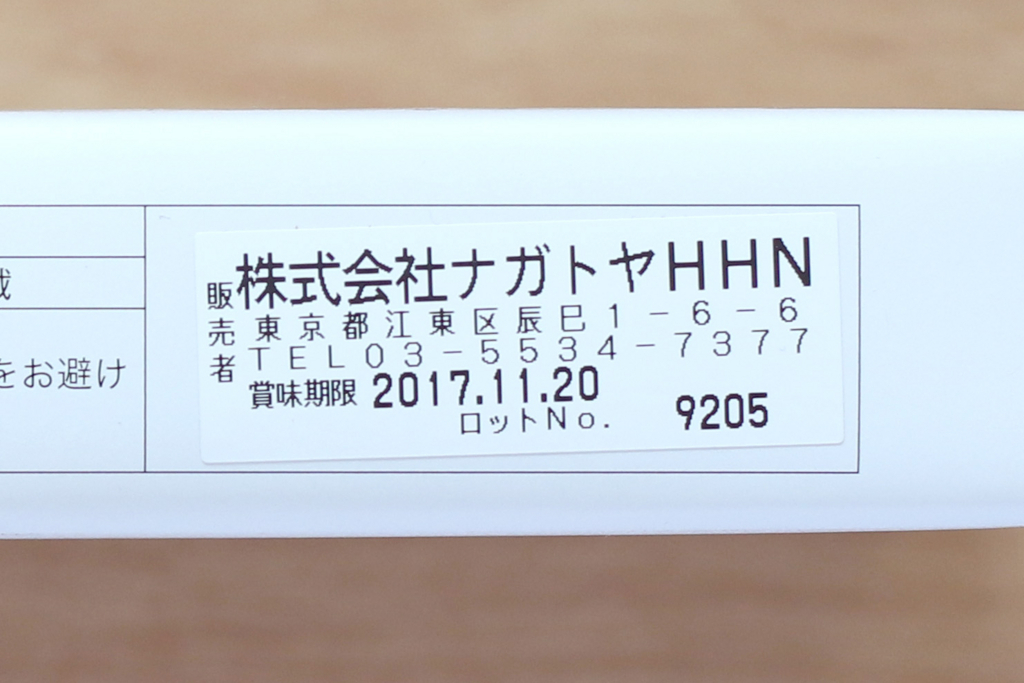 をお避け
販売者
株式会社ナガトヤHHN
東京都江東区辰巳1-6-6
TEL03-5534-7377
賞味期限 2017.11.20
ロットNo. 9205